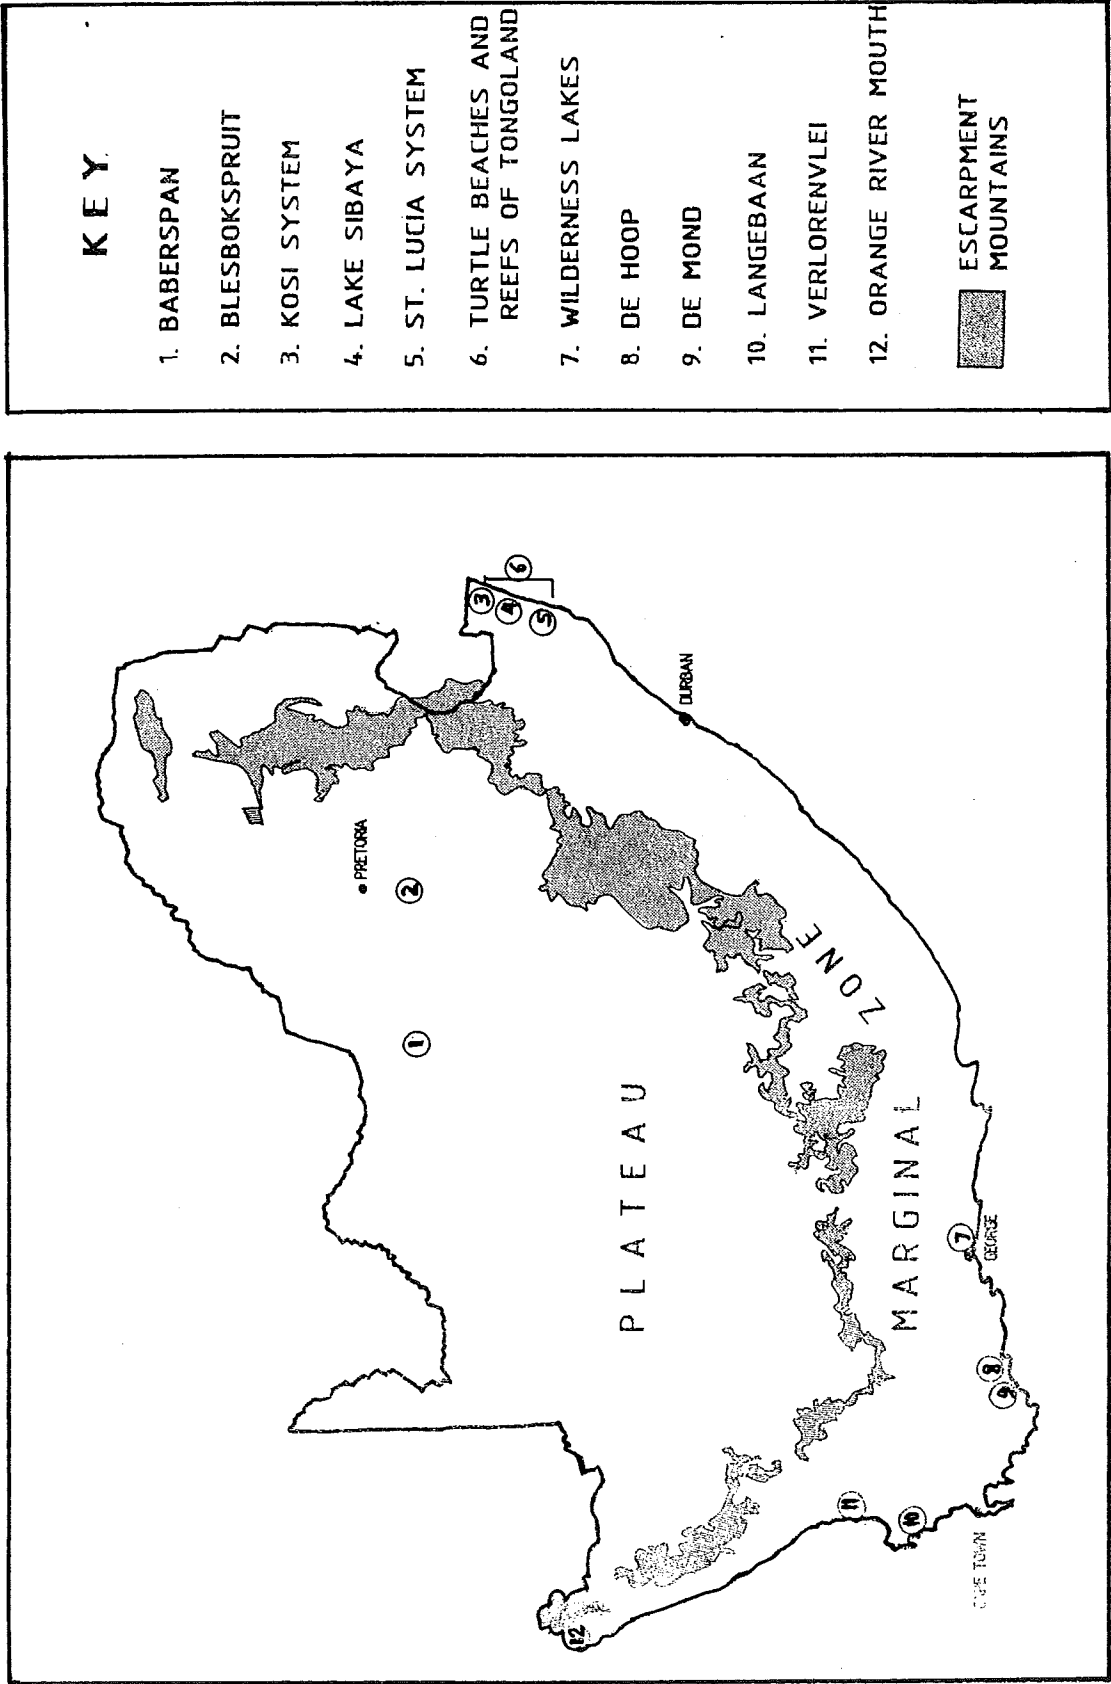 KEY
1. BABERSPAN
2. BLESBOKSPRUIT
3. KOSI SYSTEM
4. LAKE SIBAYA
5. ST. LUCIA SYSTEM
6. TURTLE BEACHES AND
REEFS OF TONGOLAND
7. WILDERNESS LAKES
8. DE HOOP
9. DE MOND
10. LANGEBAAN
11. VERLORENVLEI
12. ORANGE RIVER MOUTH
ESCARPMENT
MOUNTAINS
PRETORIA
2
1
3
4
5
6
DURBAN
PLATEAU
MARGINAL
ZONE
7
GEORGE
8
9
10
11
12
CAPE TOWN